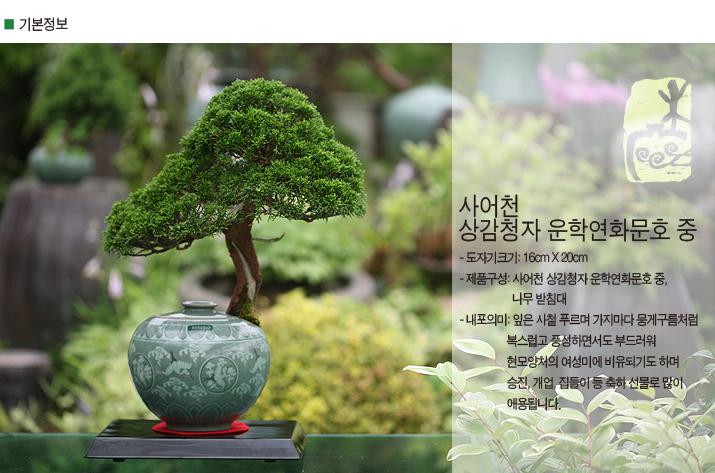 기본정보
사어천
상감청자 운학연화문호 중
- 도자기크기: 16cm X 20cm
- 제품구성: 사어천 상감청자 운학연화문호 중,
나무 받침대
- 내포의미: 잎은 사철 푸르며 가지마다 뭉게구름처럼
복스럽고 풍성하면서도 부드러워
현모양처의 여성미에 비유되기도 하며
승진, 개업, 집들이 등 축하 선물로 많이
애용됩니다.